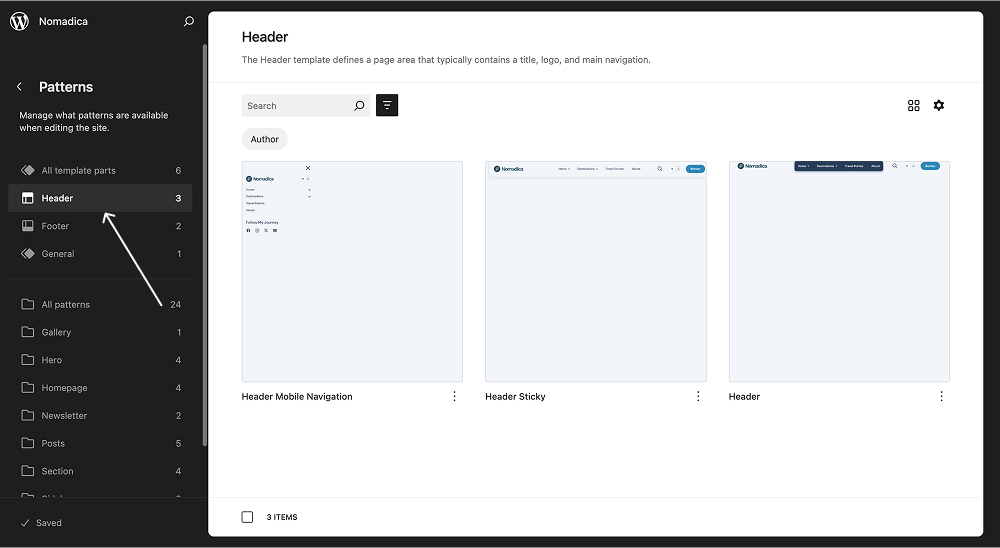 Nomadica
Patterns
Manage what patterns are available
when editing the site.
All template parts 6
Header 3
Footer 2
General 1
All patterns 24
Gallery 1
Hero 4
Homepage 4
Newsletter 2
Posts 5
Section 4
Saved
Header
The Header template defines a page area that typically contains a title, logo, and main navigation.
Search
Author
Nomadica
Home
Destinations
Travel Stories
About
Follow My Journey
Header Mobile Navigation
Nomadica Home Destinations Travel Stories About Button
Header Sticky
Nomadica Home Destinations Travel Stories About Button
Header
3 ITEMS